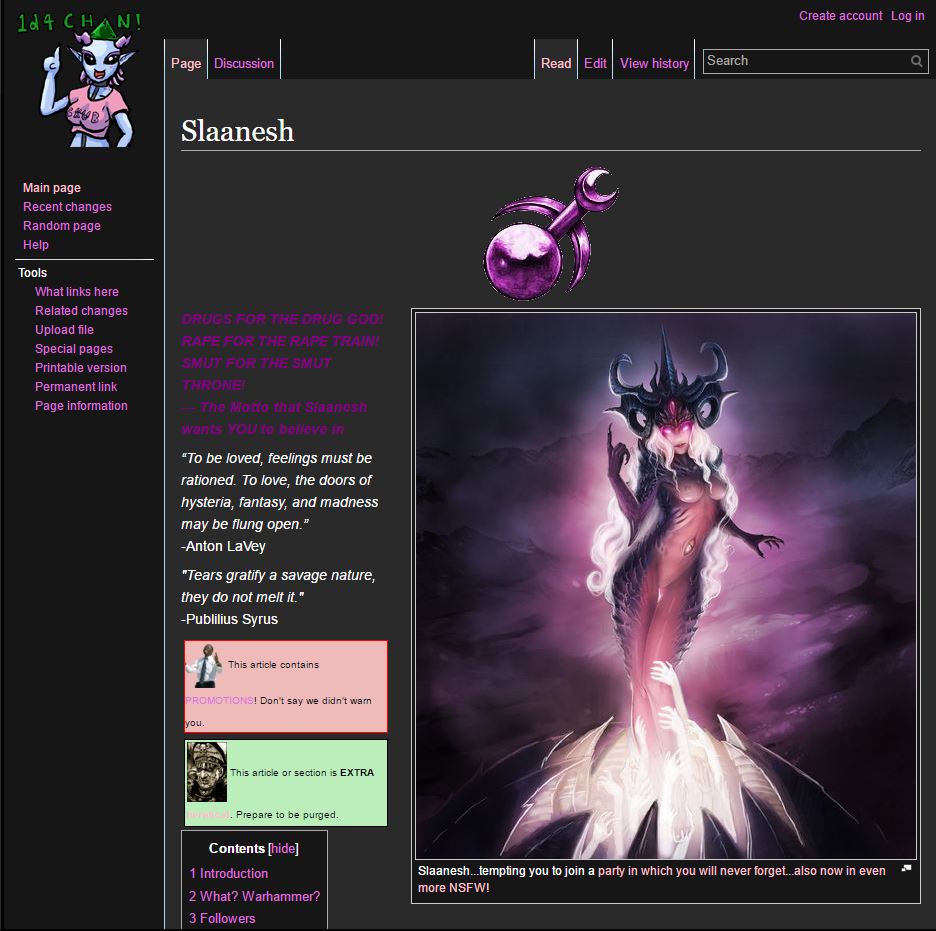 1d4 CHAN!
SKUB
Create account Log in
Page Discussion Read Edit View history Search
Slaanesh
Main page
Recent changes
Random page
Help
Tools
What links here
Related changes
Upload file
Special pages
Printable version
Permanent link
Page information
DRUGS FOR THE DRUG GOD!
RAPE FOR THE RAPE TRAIN!
SMUT FOR THE SMUT
THRONE!
— The Motto that Slaanesh
wants YOU to believe in
“To be loved, feelings must be
rationed. To love, the doors of
hysteria, fantasy, and madness
may be flung open.”
-Anton LaVey
"Tears gratify a savage nature,
they do not melt it."
-Publilius Syrus
This article contains
PROMOTIONS! Don't say we didn't warn
you.
This article or section is EXTRA
heretical. Prepare to be purged.
Contents [hide]
1 Introduction
2 What? Warhammer?
3 Followers
Slaanesh...tempting you to join a party in which you will never forget...also now in even
more NSFW!